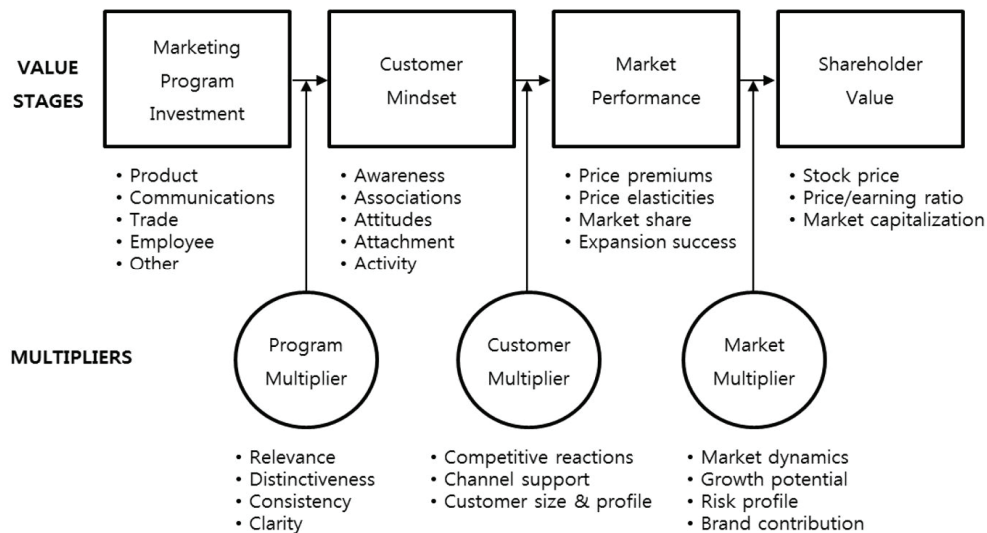 VALUE
STAGES
Marketing
Program
Investment
Customer
Mindset
Market
Performance
Shareholder
Value
• Product
• Communications
• Trade
• Employee
• Other
• Awareness
• Associations
• Attitudes
• Attachment
• Activity
• Price premiums
• Price elasticities
• Market share
• Expansion success
• Stock price
• Price/earning ratio
• Market capitalization
MULTIPLIERS
Program
Multiplier
Customer
Multiplier
Market
Multiplier
• Relevance
• Distinctiveness
• Consistency
• Clarity
• Competitive reactions
• Channel support
• Customer size & profile
• Market dynamics
• Growth potential
• Risk profile
• Brand contribution